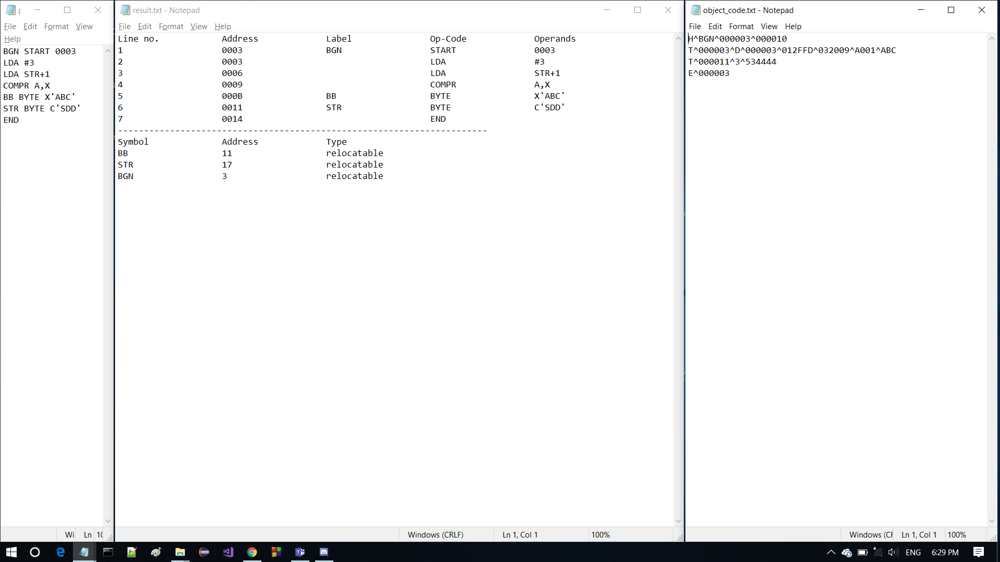 File Edit Format View
Help
BGN START 0003
LDA #3
LDA STR+1
COMPR A,X
BB BYTE X'ABC'
STR BYTE C'SDD'
END
Wi Ln 10
result.txt - Notepad
File Edit Format View Help
Line no. Address Label Op-Code Operands
1 0003 BGN START 0003
2 0003 LDA #3
3 0006 LDA STR+1
4 0009 COMPR A,X
5 000B BB BYTE X'ABC'
6 0011 STR BYTE C'SDD'
7 0014 END
-----------------------------------------------------------------------
Symbol Address Type
BB 11 relocatable
STR 17 relocatable
BGN 3 relocatable
Windows (CRLF) Ln 1, Col 1 100%
object_code.txt - Notepad
File Edit Format View Help
H^BGN^000003^000010
T^000003^D^000003^012FFD^032009^A001^ABC
T^000011^3^534444
E^000003
Windows (CF Ln 1, Col 1 100%
ENG 6:29 PM